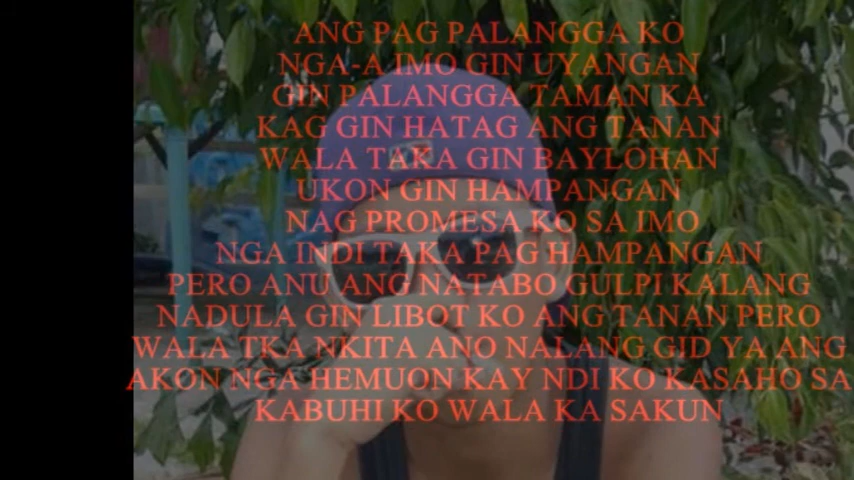 ANG PAG PALANGGA KO
NGA-A IMO GIN UYANGAN
GIN PALANGGA TAMAN KA
KAG GIN HATAG ANG TANAN
WALA TAKA GIN BAYLOHAN
UKON GIN HAMPANGAN
NAG PROMESA KO SA IMO
NGA INDI TAKA PAG HAMPANGAN
PERO ANU ANG NATABO GULPI KALANG
NADULA GIN LIBOT KO ANG TANAN PERO
WALA TKA NKITA ANO NALANG GID YA ANG
AKON NGA HEMUON KAY NDI KO KASAHO SA
KABUHI KO WALA KA SAKUN